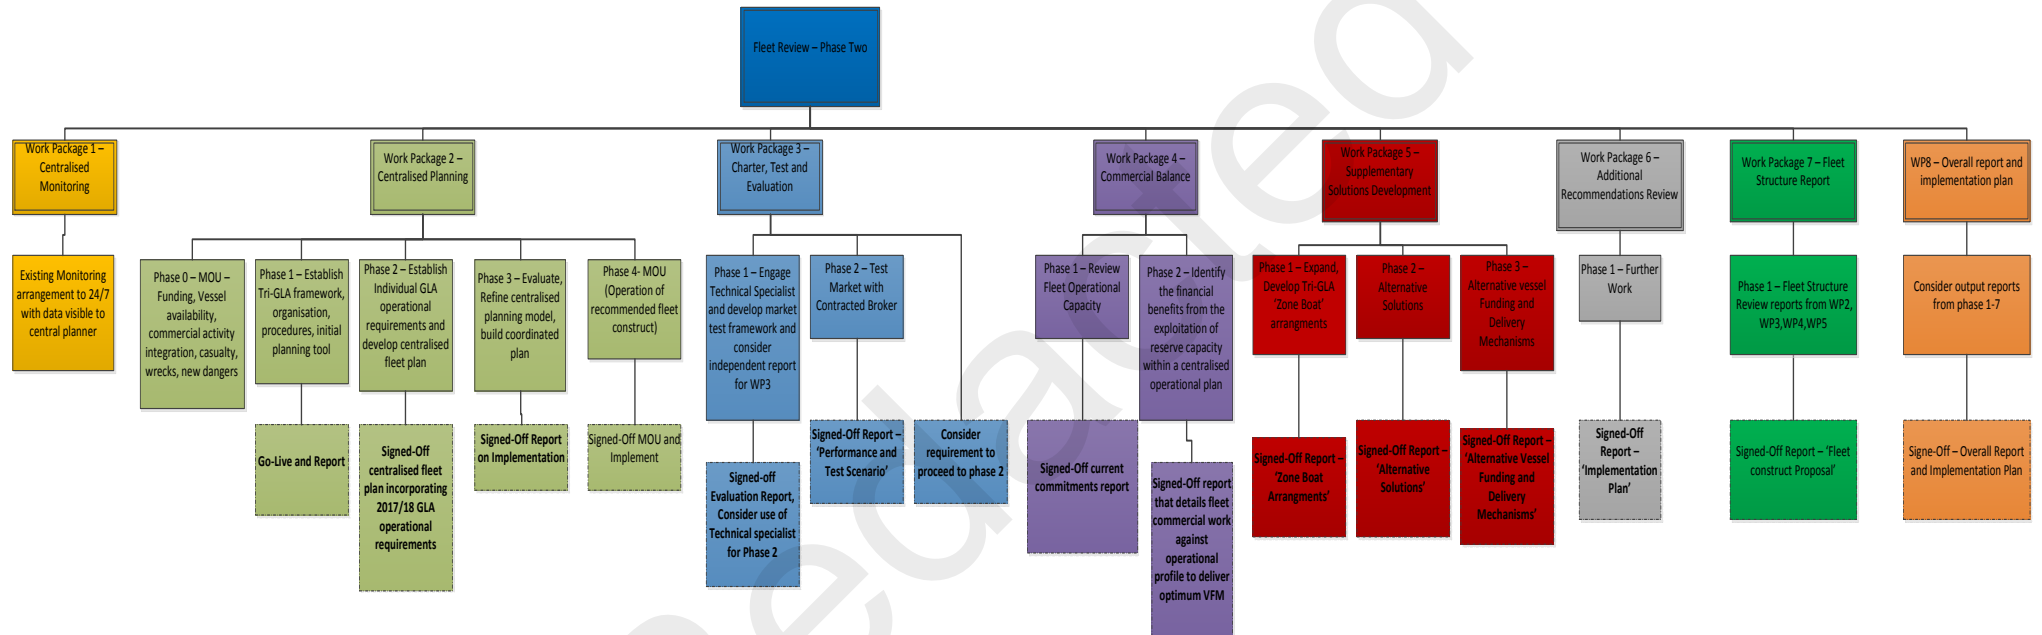 Fleet Review – Phase Two
Work Package 1 –
Centralised
Monitoring
Work Package 2 –
Centralised Planning
Work Package 3 –
Charter, Test and
Evaluation
Work Package 4 –
Commercial Balance
Work Package 5 –
Supplementary
Solutions Development
Work Package 6 –
Additional
Recommendations Review
Work Package 7 – Fleet
Structure Report
WP8 – Overall report and
implementation plan
Existing Monitoring
arrangement to 24/7
with data visible to
central planner
Phase 0 – MOU –
Funding, Vessel
availability,
commercial activity
integration, casualty,
wrecks, new dangers
Phase 1 – Establish
Tri-GLA framework,
organisation,
procedures, initial
planning tool
Phase 2 – Establish
Individual GLA
operational
requirements and
develop centralised
fleet plan
Phase 3 – Evaluate,
Refine centralised
planning model,
build coordinated
plan
Phase 4- MOU
(Operation of
recommended fleet
construct)
Phase 1 – Engage
Technical Specialist
and develop market
test framework and
consider
independent report
for WP3
Phase 2 – Test
Market with
Contracted Broker
Phase 1 – Review
Fleet Operational
Capacity
Phase 2 – Identify
the financial
benefits from the
exploitation of
reserve capacity
within a centralised
operational plan
Phase 1 – Expand,
Develop Tri-GLA
‘Zone Boat’
arrangments
Phase 2 –
Alternative
Solutions
Phase 3 –
Alternative vessel
Funding and
Delivery
Mechanisms
Phase 1 – Further
Work
Phase 1 – Fleet Structure
Review reports from WP2,
WP3,WP4,WP5
Consider output reports
from phase 1-7
Go-Live and Report
Signed-Off
centralised fleet
plan incorporating
2017/18 GLA
operational
requirements
Signed-Off Report
on Implementation
Signed-Off MOU and
Implement
Signed-off
Evaluation Report,
Consider use of
Technical specialist
for Phase 2
Signed-Off Report –
‘Performance and
Test Scenario’
Consider
requirement to
proceed to phase 2
Signed-Off current
commitments report
Signed-Off report
that details fleet
commercial work
against
operational
profile to deliver
optimum VFM
Signed-Off Report –
‘Zone Boat
Arrangments’
Signed-Off Report –
‘Alternative
Solutions’
Signed-Off Report –
‘Alternative Vessel
Funding and
Delivery
Mechanisms’
Signed-Off
Report –
‘Implementation
Plan’
Signed-Off Report – ‘Fleet
construct Proposal’
Signe-Off – Overall Report
and Implementation Plan
edacted